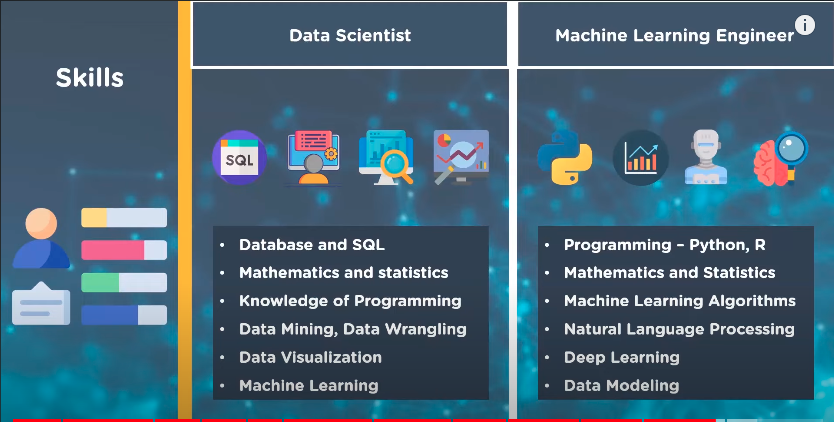 Skills
Data Scientist
SQL
Database and SQL
Mathematics and statistics
Knowledge of Programming
Data Mining, Data Wrangling
Data Visualization
Machine Learning
Machine Learning Engineer
i
Programming – Python, R
Mathematics and Statistics
Machine Learning Algorithms
Natural Language Processing
Deep Learning
Data Modeling